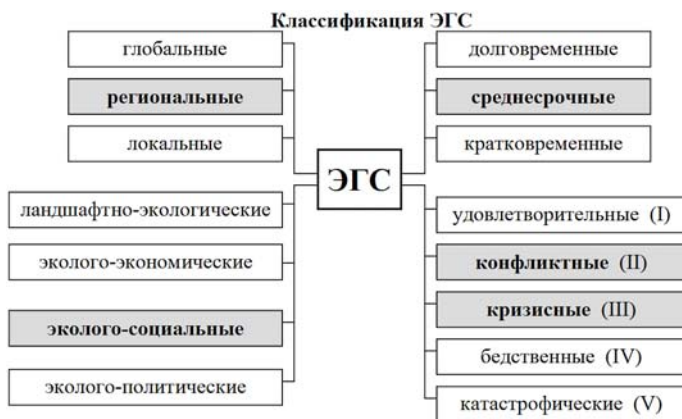 Классификация ЭГС
глобальные
региональные
локальные
ландшафтно-экологические
эколого-экономические
эколого-социальные
эколого-политические
ЭГС
долговременные
среднесрочные
кратковременные
удовлетворительные (I)
конфликтные (II)
кризисные (III)
бедственные (IV)
катастрофические (V)